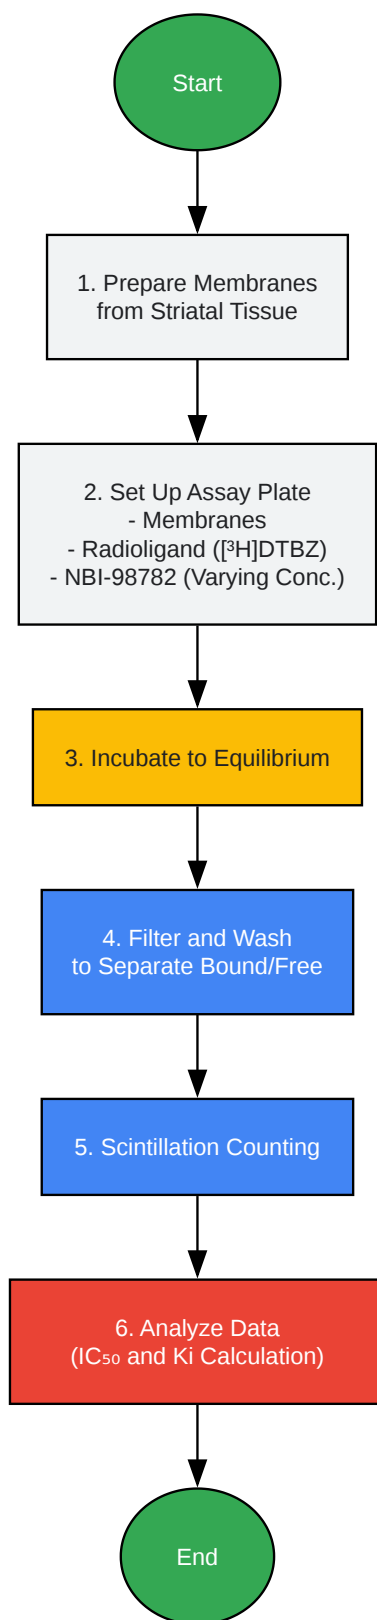 Start
1. Prepare Membranes
from Striatal Tissue
2. Set Up Assay Plate
- Membranes
- Radioligand ([³H]DTBZ)
- NBI-98782 (Varying Conc.)
3. Incubate to Equilibrium
4. Filter and Wash
to Separate Bound/Free
5. Scintillation Counting
6. Analyze Data
(IC₅₀ and Ki Calculation)
End